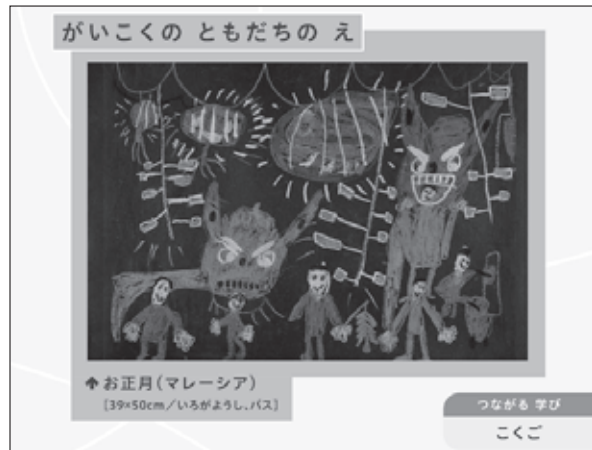 がいこくの ともだちの え
↑お正月(マレーシア)
[39×50cm/いろがようし、パス]
つながる 学び
こくご